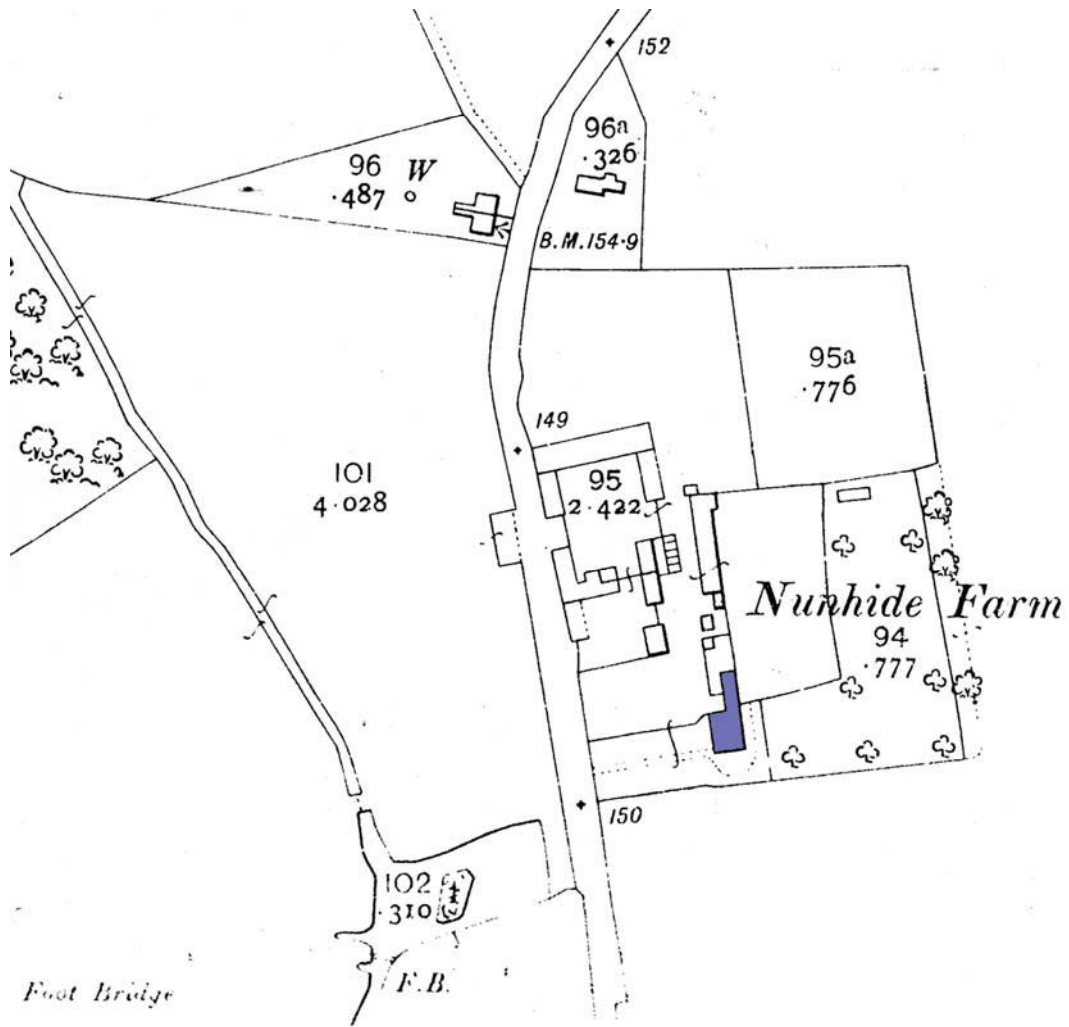 152
96a
.326
96 W
.487
B.M.154.9
95a
.776
149
101
4.028
95
2.422
Nunhide Farm
94
.777
150
102
.310
F.B.
Foot Bridge